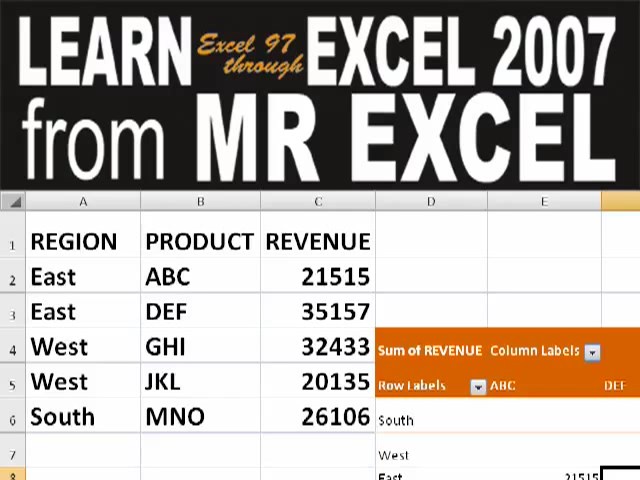 LEARN Excel 97 through EXCEL 2007
from MR EXCEL
A B C D E
1 REGION PRODUCT REVENUE
2 East ABC 21515
3 East DEF 35157
4 West GHI 32433 Sum of REVENUE Column Labels
5 West JKL 20135 Row Labels ABC DEF
6 South MNO 26106 South
7 West
8 East 21515